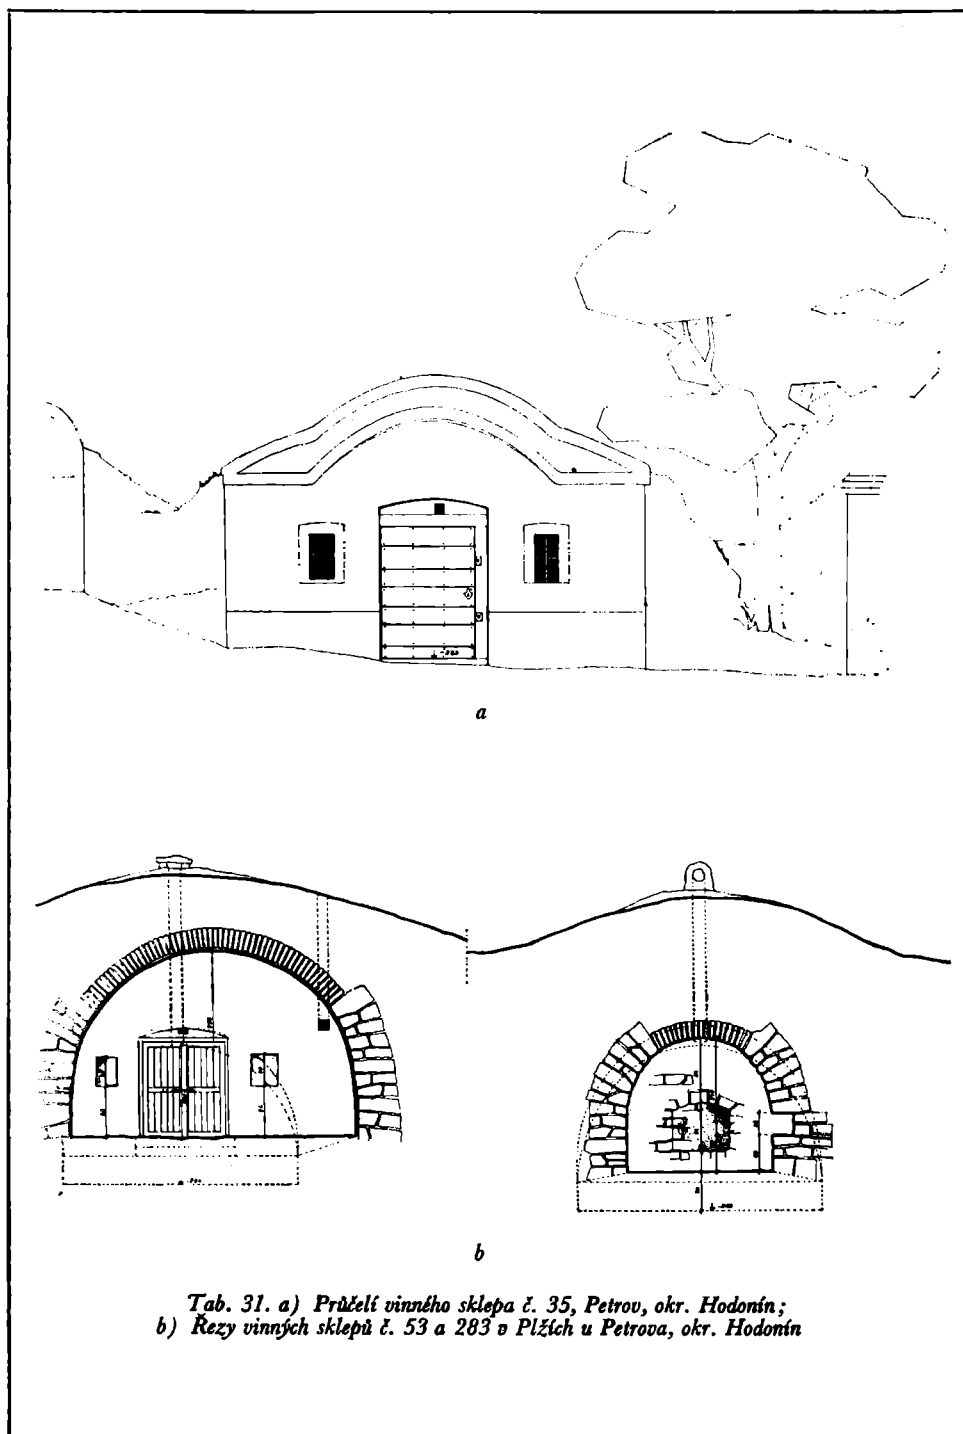 a
b
Tab. 31. a) Průčelí vinného sklepa č. 35, Petrov, okr. Hodonín;
b) Řezy vinných sklepů č. 53 a 283 v Plžích u Petrova, okr. Hodonín